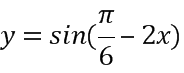 y = sin(π/6 – 2x)